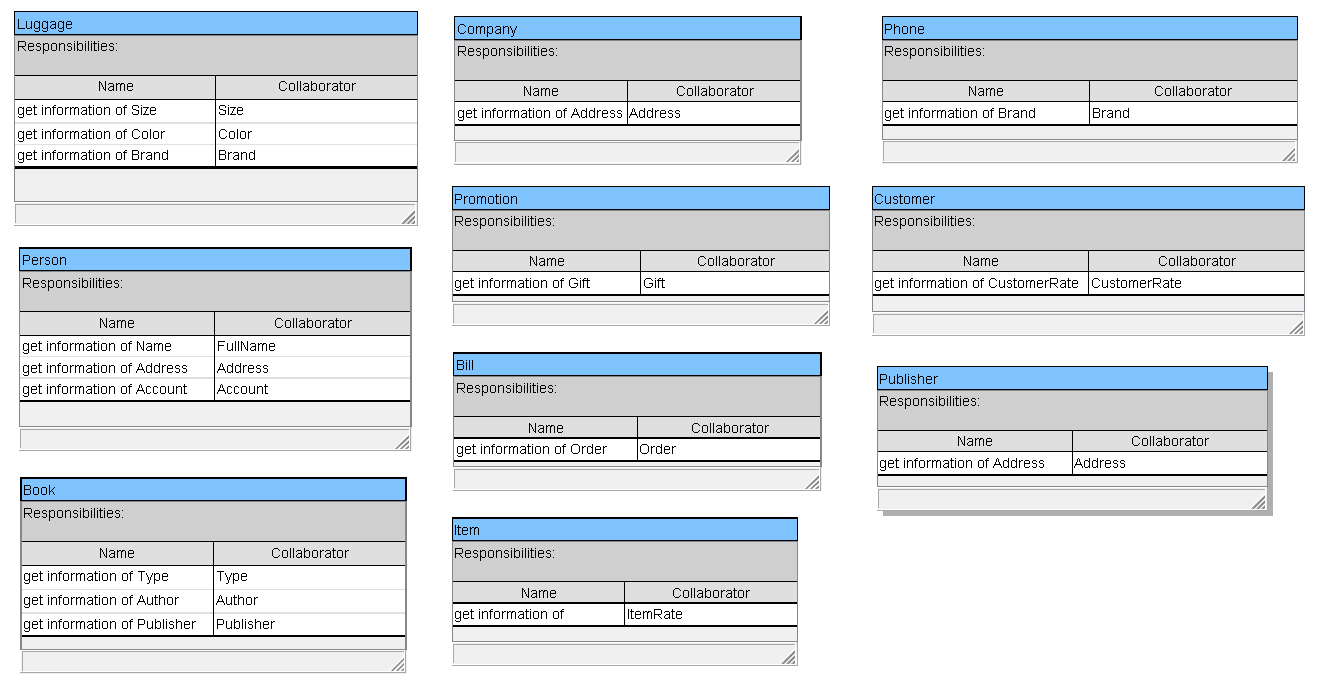 Luggage
Responsibilities:
Name Collaborator
get information of Size Size
get information of Color Color
get information of Brand Brand
Person
Responsibilities:
Name Collaborator
get information of Name FullName
get information of Address Address
get information of Account Account
Book
Responsibilities:
Name Collaborator
get information of Type Type
get information of Author Author
get information of Publisher Publisher
Company
Responsibilities:
Name Collaborator
get information of Address Address
Promotion
Responsibilities:
Name Collaborator
get information of Gift Gift
Bill
Responsibilities:
Name Collaborator
get information of Order Order
Item
Responsibilities:
Name Collaborator
get information of ItemRate
Phone
Responsibilities:
Name Collaborator
get information of Brand Brand
Customer
Responsibilities:
Name Collaborator
get information of CustomerRate CustomerRate
Publisher
Responsibilities:
Name Collaborator
get information of Address Address